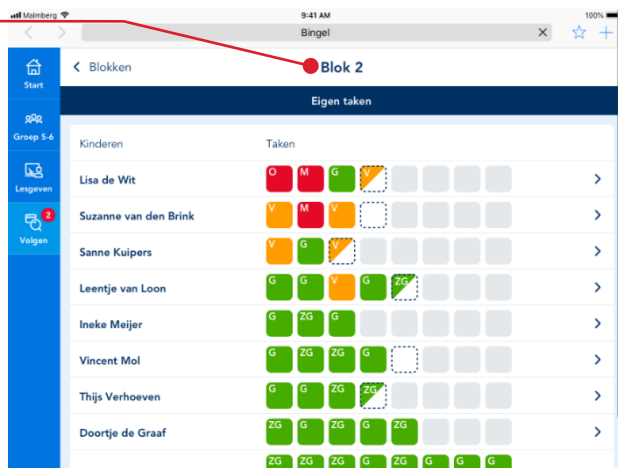 Malmberg 9:41 AM 100%
Bingel
Start
Groep 5-6
Lesgeven
2
Volgen
Blokken
Blok 2
Eigen taken
Kinderen Taken
Lisa de Wit O M G V
Suzanne van den Brink V M V
Sanne Kuipers V G V
Leentje van Loon G G V G ZG
Ineke Meijer G ZG G
Vincent Mol G ZG ZG G
Thijs Verhoeven G G ZG ZG
Doortje de Graaf ZG G ZG G ZG
ZG ZG ZG G ZG G G G